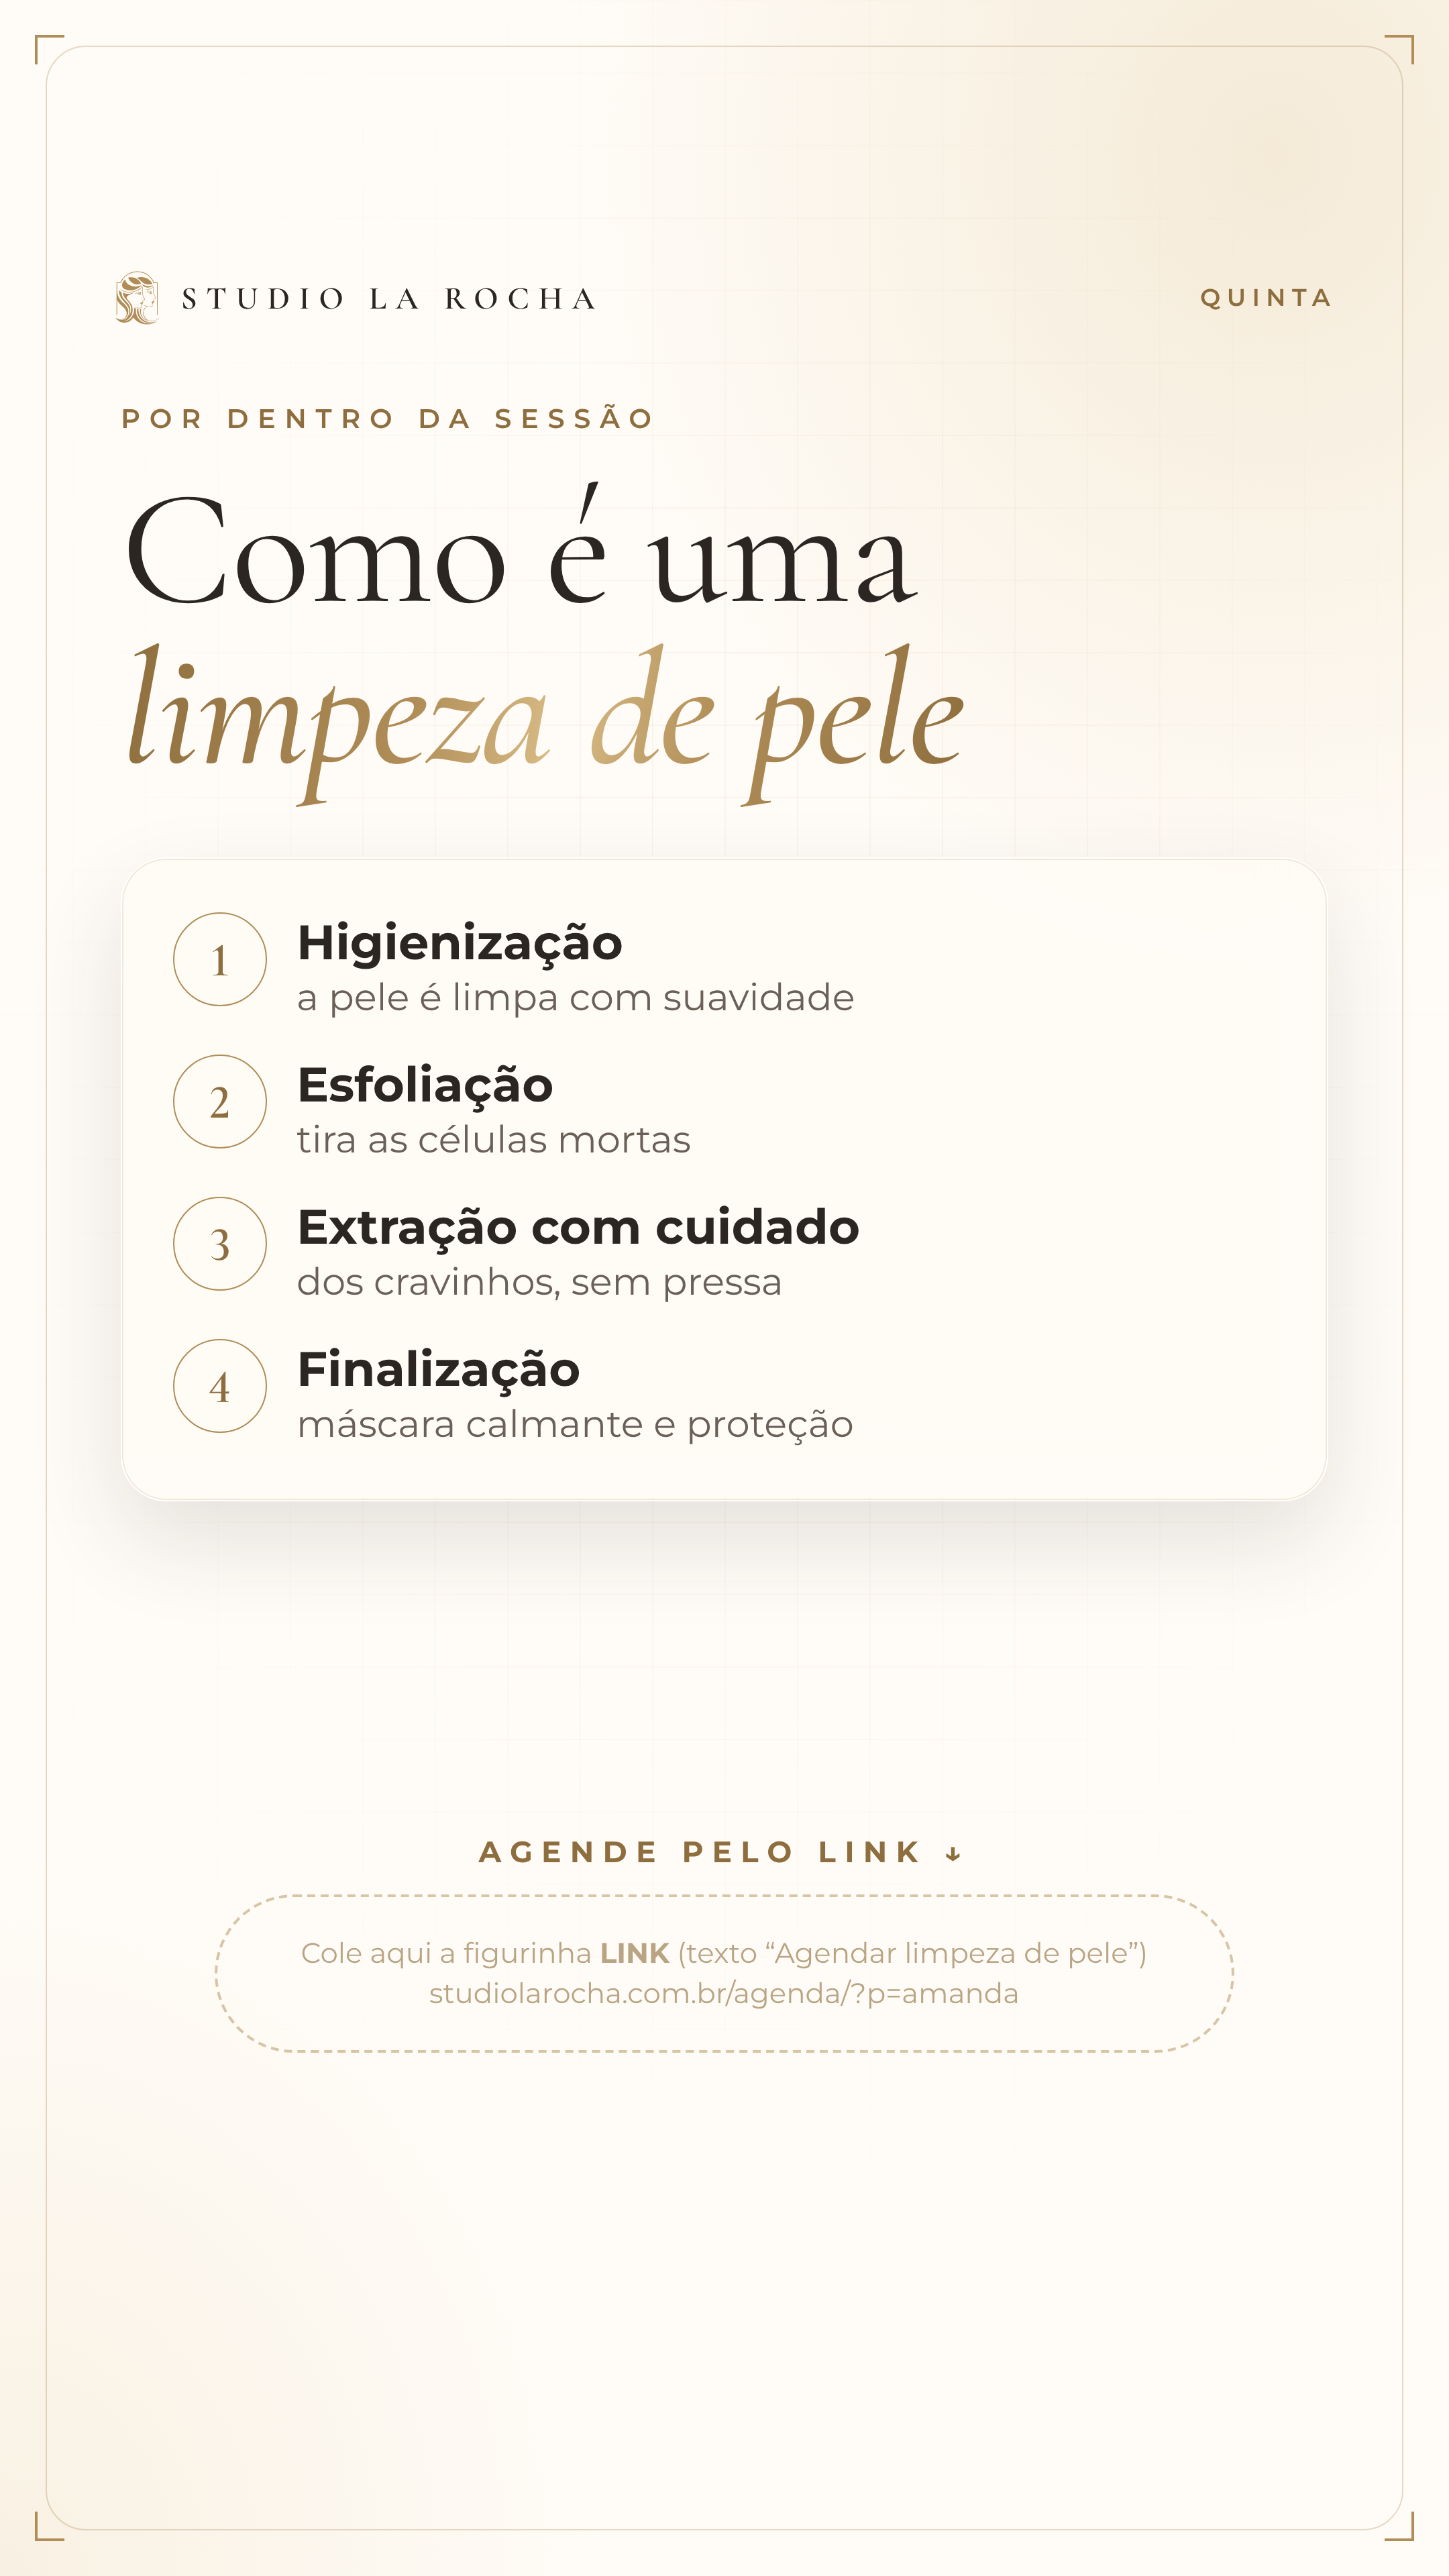 STUDIO LA ROCHA
QUINTA
POR DENTRO DA SESSÃO
Como é uma
limpeza de pele
1
Higienização
a pele é limpa com suavidade
2
Esfoliação
tira as células mortas
3
Extração com cuidado
dos cravinhos, sem pressa
4
Finalização
máscara calmante e proteção
AGENDE PELO LINK ↓
Cole aqui a figurinha LINK (texto “Agendar limpeza de pele”)
studiolarocha.com.br/agenda/?p=amanda